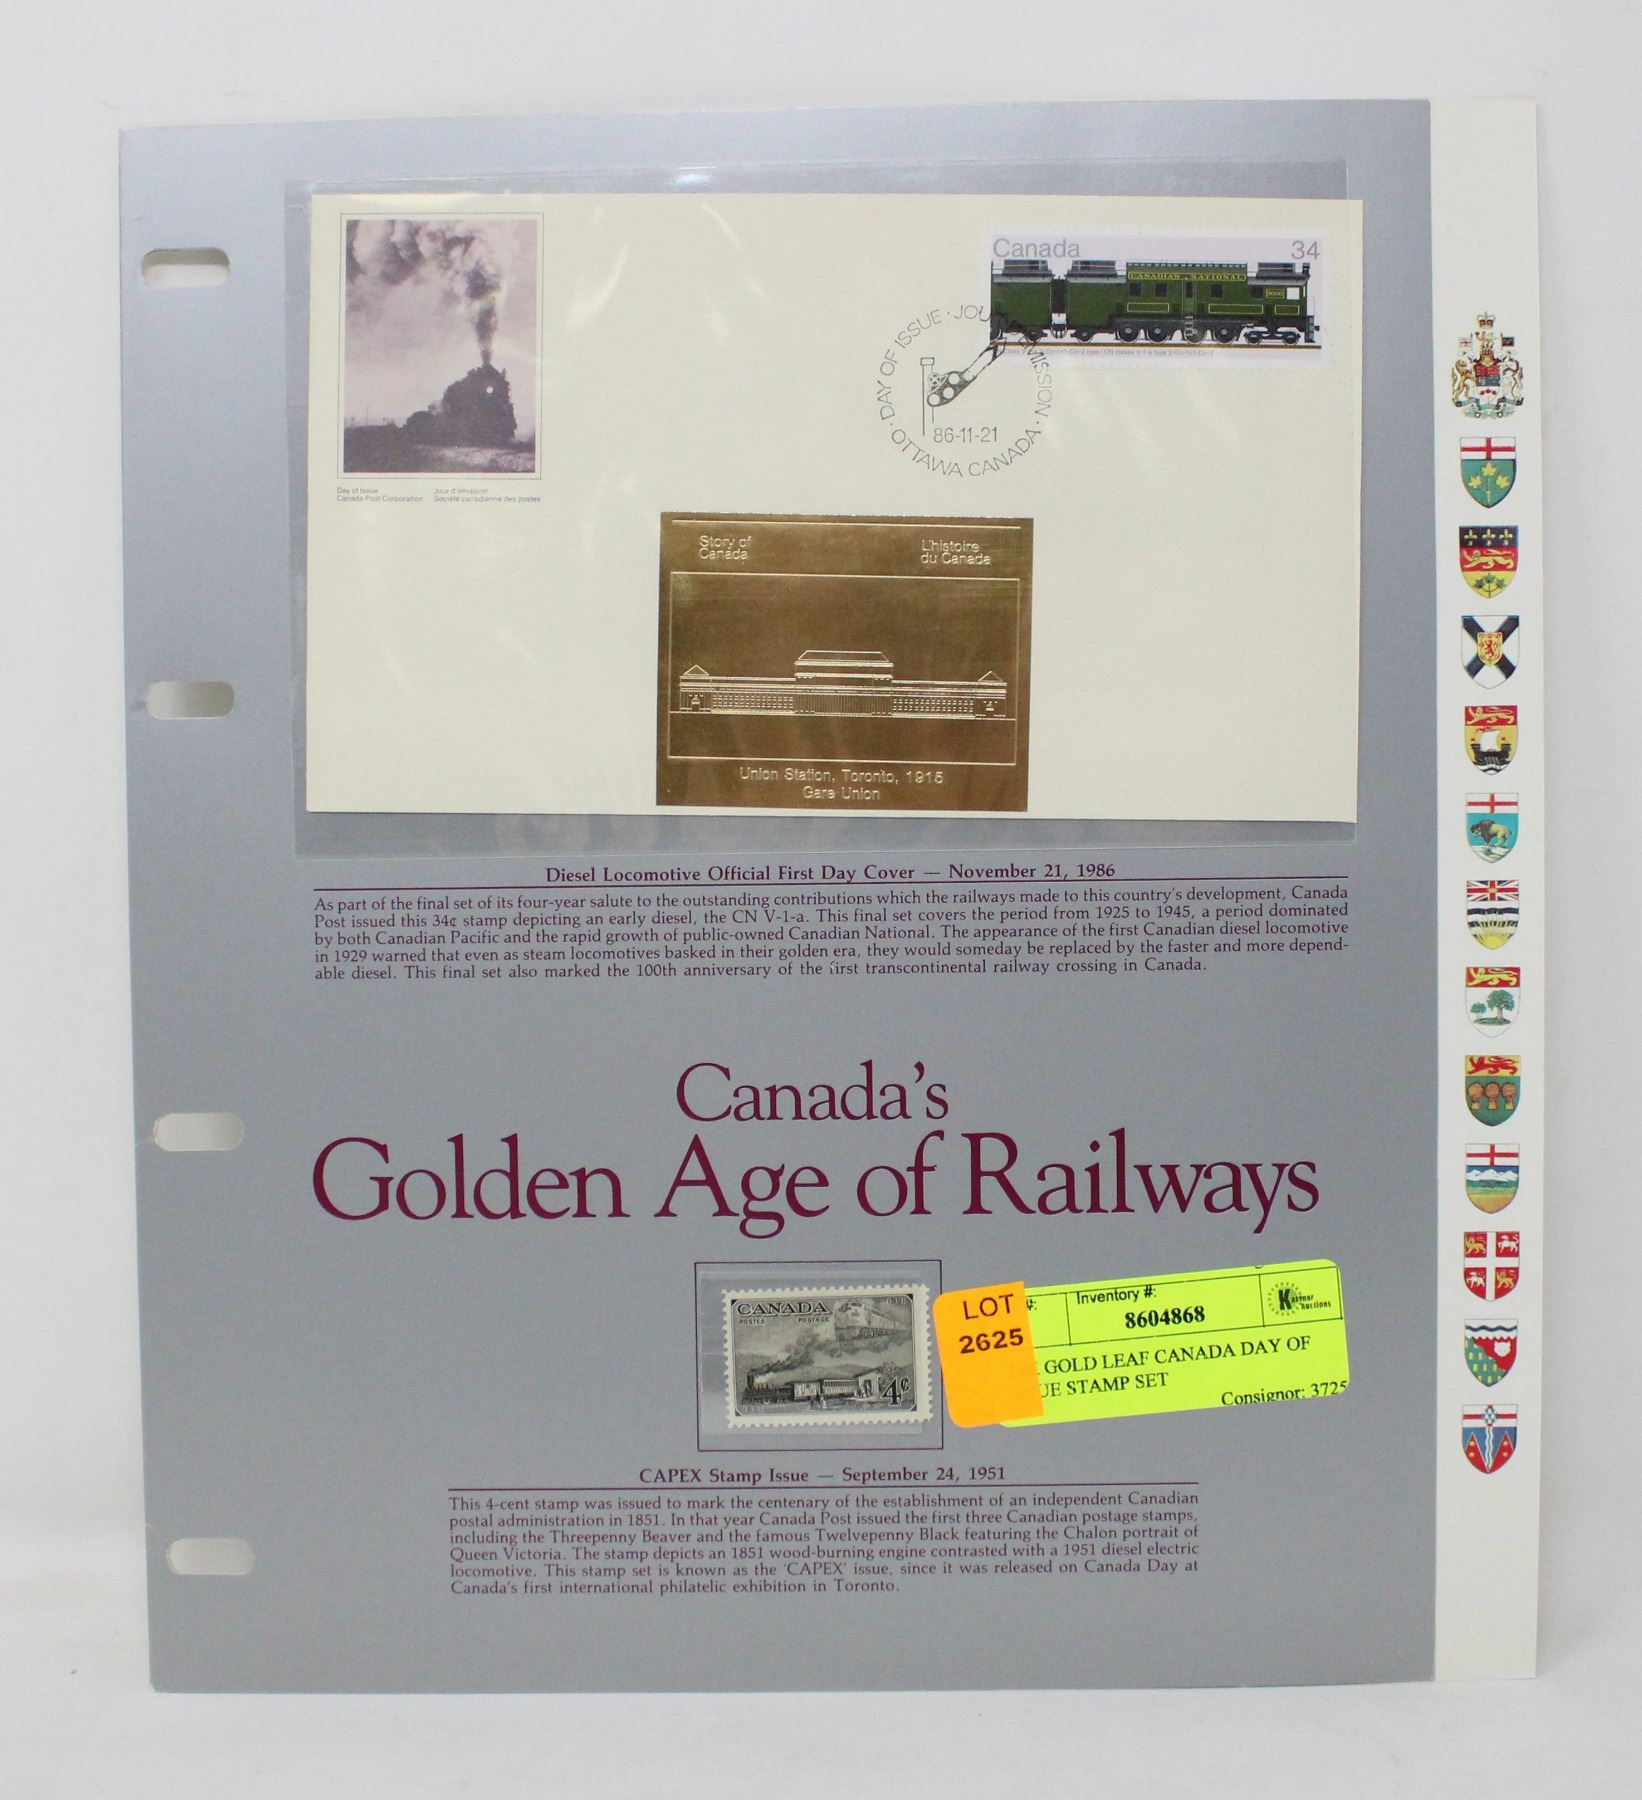 Canada 34
CANADIAN NATIONAL
9000
DAY OF ISSUE · JOUR D'ÉMISSION
86-11-21
· OTTAWA CANADA ·
Day of Issue Jour d'émission
Canada Post Corporation Société canadienne des postes
Story of
Canada
L'histoire
du Canada
Union Station, Toronto, 1915
Gare Union
Diesel Locomotive Official First Day Cover — November 21, 1986
As part of the final set of its four-year salute to the outstanding contributions which the railways made to this country's development, Canada
Post issued this 34¢ stamp depicting an early diesel, the CN V-1-a. This final set covers the period from 1925 to 1945, a period dominated
by both Canadian Pacific and the rapid growth of public-owned Canadian National. The appearance of the first Canadian diesel locomotive
in 1929 warned that even as steam locomotives basked in their golden era, they would someday be replaced by the faster and more depend-
able diesel. This final set also marked the 100th anniversary of the first transcontinental railway crossing in Canada.
Canada's
Golden Age of Railways
CANADA
POSTES POSTAGE
4¢
LOT
2625
#:
Inventory #:
8604868
Kastner
Auctions
GOLD LEAF CANADA DAY OF
UE STAMP SET
Consignor: 3725
CAPEX Stamp Issue — September 24, 1951
This 4-cent stamp was issued to mark the centenary of the establishment of an independent Canadian
postal administration in 1851. In that year Canada Post issued the first three Canadian postage stamps,
including the Threepenny Beaver and the famous Twelvepenny Black featuring the Chalon portrait of
Queen Victoria. The stamp depicts an 1851 wood-burning engine contrasted with a 1951 diesel electric
locomotive. This stamp set is known as the 'CAPEX' issue, since it was released on Canada Day at
Canada's first international philatelic exhibition in Toronto.